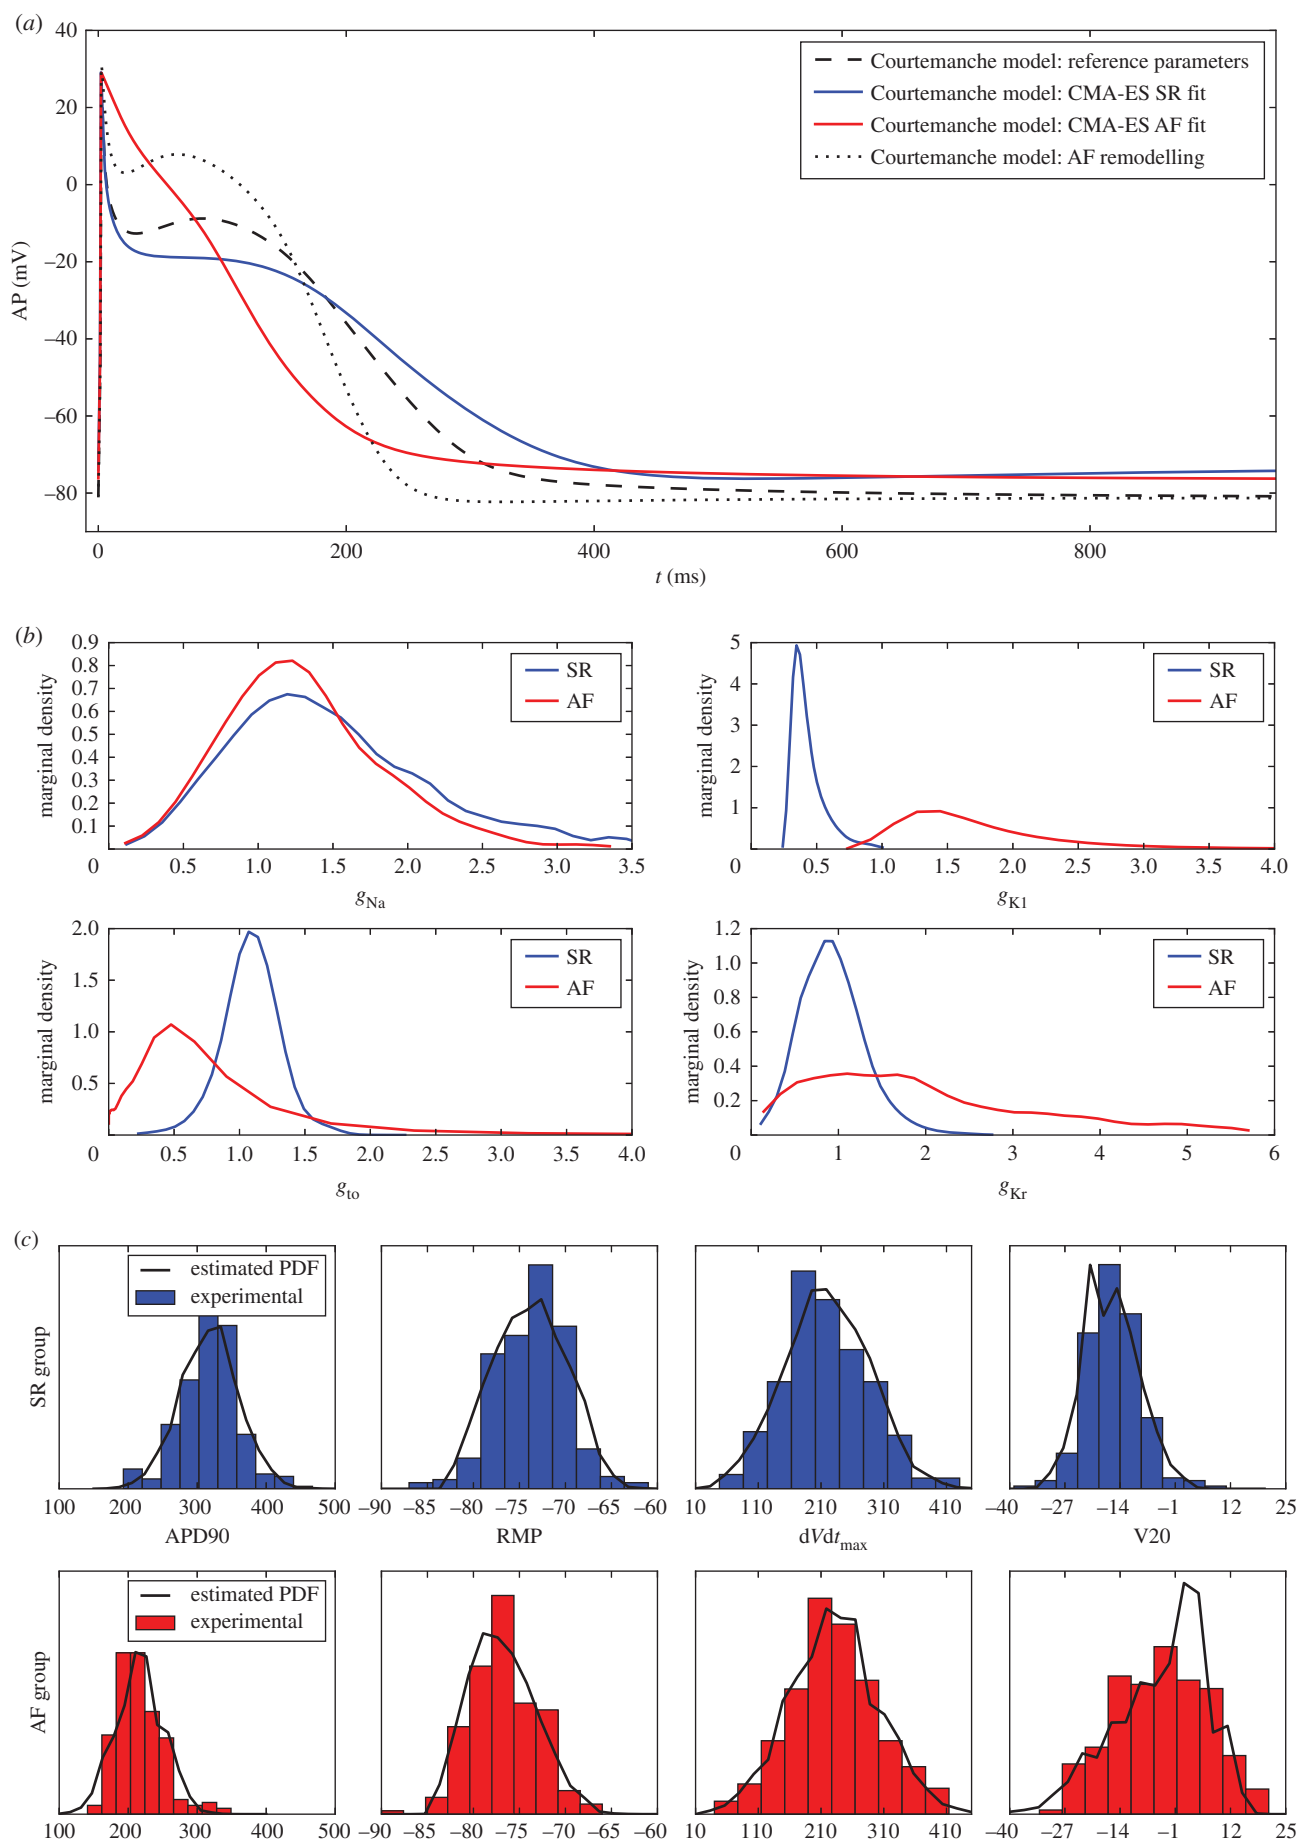 (a)
40
20
0
−20
−40
−60
−80
AP (mV)
Courtemanche model: reference parameters
Courtemanche model: CMA-ES SR fit
Courtemanche model: CMA-ES AF fit
Courtemanche model: AF remodelling
0 200 400 600 800
t (ms)
(b)
0.9
0.8
0.7
0.6
0.5
0.4
0.3
0.2
0.1
marginal density
SR
AF
0 0.5 1.0 1.5 2.0 2.5 3.0 3.5
gNa
5
4
3
2
1
marginal density
SR
AF
0 0.5 1.0 1.5 2.0 2.5 3.0 4.0
gK1
2.0
1.5
1.0
0.5
marginal density
SR
AF
0 0.5 1.0 1.5 2.0 2.5 3.0 3.5 4.0
gto
1.2
1.0
0.8
0.6
0.4
0.2
marginal density
SR
AF
0 1 2 3 4 5 6
gKr
(c)
SR group
estimated PDF
experimental
100 200 300 400 500
APD90
−90 −80 −75 −70 −65 −60
RMP
10 110 210 310 410
dVdtmax
−40 −27 −14 −1 12 25
V20
AF group
estimated PDF
experimental
100 200 300 400 500
−90 −80 −75 −70 −65 −60
10 110 210 310 410
−40 −27 −14 −1 12 25